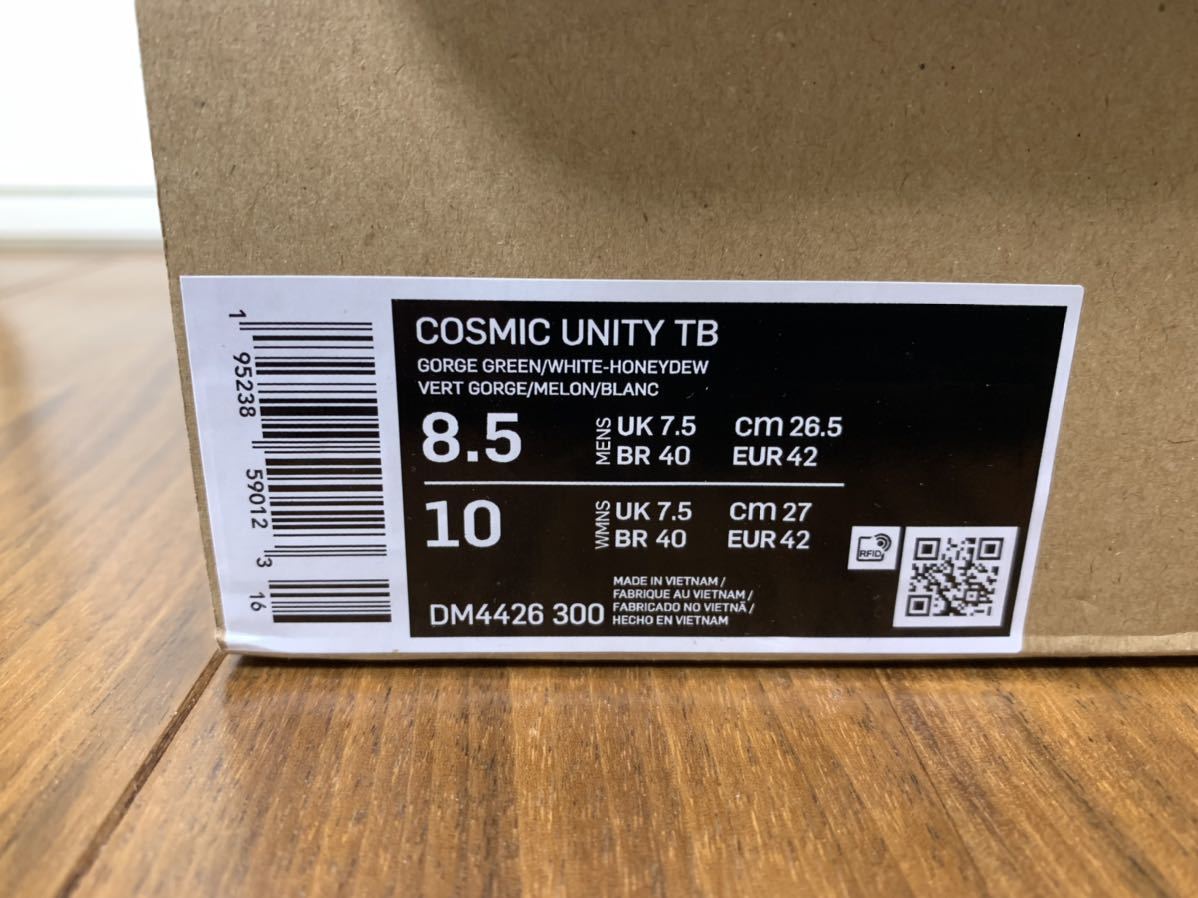 1 95238 59012 3 16
COSMIC UNITY TB
GORGE GREEN/WHITE-HONEYDEW
VERT GORGE/MELON/BLANC
8.5 MENS UK 7.5 cm 26.5
BR 40 EUR 42
10 WMNS UK 7.5 cm 27
BR 40 EUR 42
RFID
DM4426 300
MADE IN VIETNAM /
FABRIQUE AU VIETNAM /
FABRICADO NO VIETNÃ /
HECHO EN VIETNAM